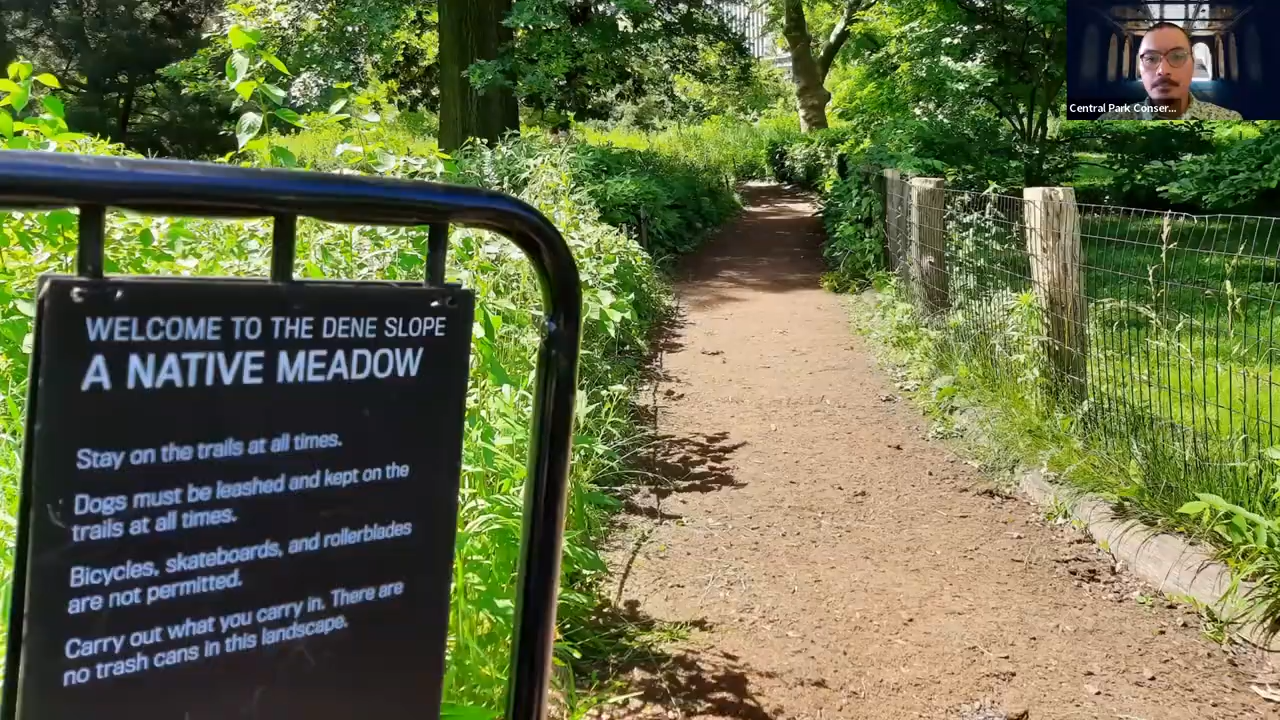 Central Park Conser...
WELCOME TO THE DENE SLOPE
A NATIVE MEADOW
Stay on the trails at all times.
Dogs must be leashed and kept on the
trails at all times.
Bicycles, skateboards, and rollerblades
are not permitted.
Carry out what you carry in. There are
no trash cans in this landscape.